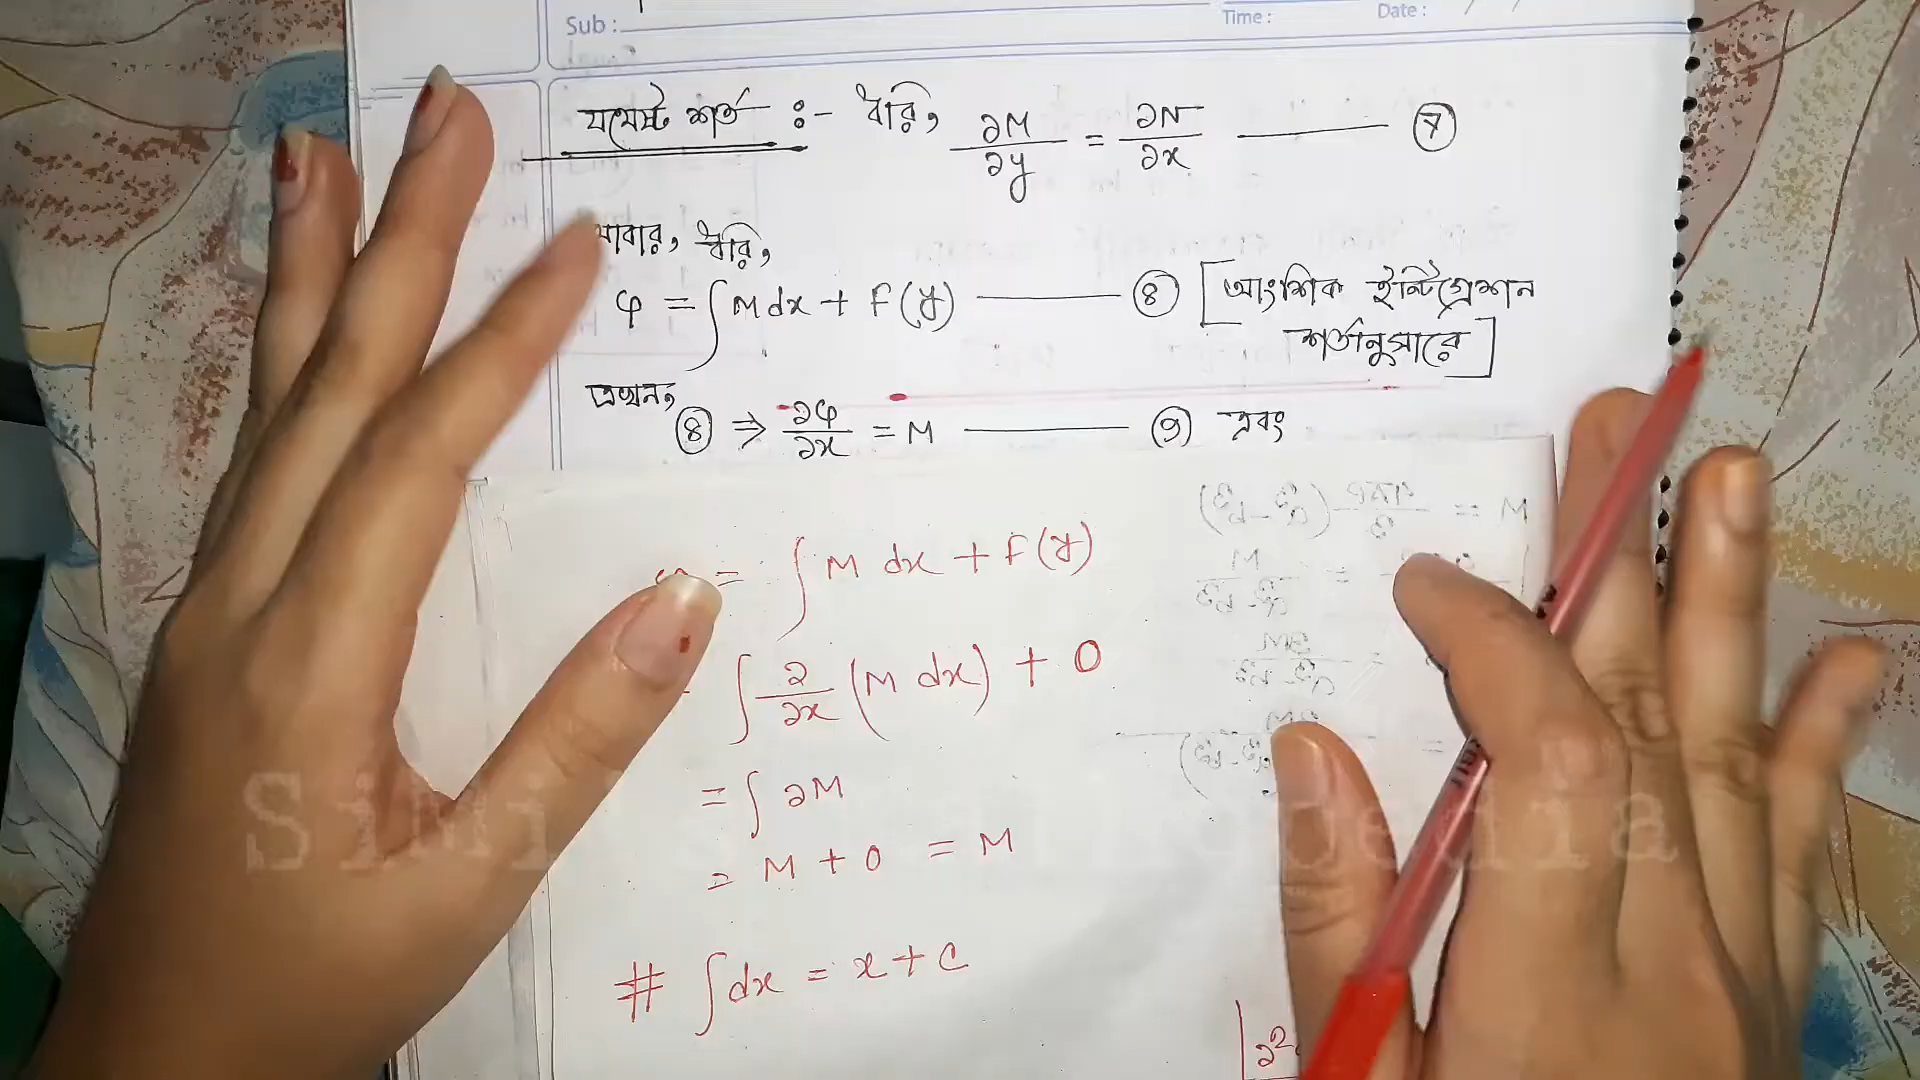 Sub :
Time :
Date : / /
যথেষ্ট শর্ত ঃ- ধরি, ∂M/∂y = ∂N/∂x ——— ⑦
আবার, ধরি,
φ = ∫ M dx + F(y) ——— ⑧ [আংশিক ইন্টিগ্রেশন
শর্তানুসারে]
এখন,
⑧ ⇒ ∂φ/∂x = M ——— ⑨ এবং
= ∫ M dx + F(y)
∫ ∂/∂x (M dx) + 0
= ∫ ∂M
= M + 0 = M
# ∫ dx = x + c
∂²